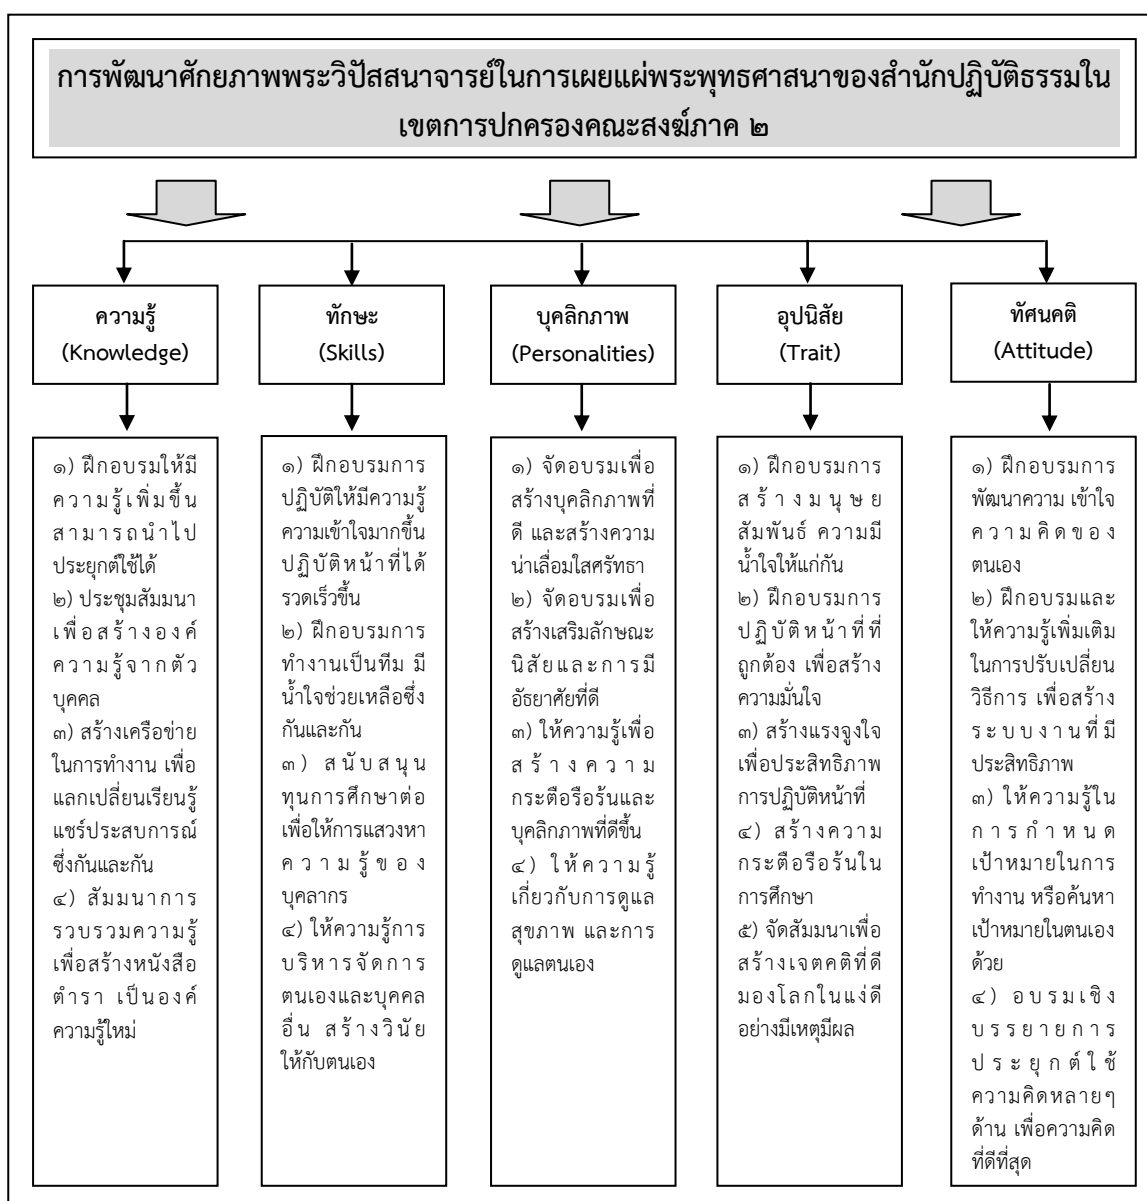 การพัฒนาศักยภาพพระวิปัสสนาจารย์ในการเผยแผ่พระพุทธศาสนาของสำนักปฏิบัติธรรมใน
เขตการปกครองคณะสงฆ์ภาค ๒
ความรู้
(Knowledge)
ทักษะ
(Skills)
บุคลิกภาพ
(Personalities)
อุปนิสัย
(Trait)
ทัศนคติ
(Attitude)
๑) ฝึกอบรมให้มี
ความรู้เพิ่มขึ้น
สามารถนำไป
ประยุกต์ใช้ได้
๒) ประชุมสัมมนา
เพื่อสร้างองค์
ความรู้จากตัว
บุคคล
๓) สร้างเครือข่าย
ในการทำงาน เพื่อ
แลกเปลี่ยนเรียนรู้
แชร์ประสบการณ์
ซึ่งกันและกัน
๔) สัมมนาการ
รวบรวมความรู้
เพื่อสร้างหนังสือ
ตำรา เป็นองค์
ความรู้ใหม่
๑) ฝึกอบรมการ
ปฏิบัติให้มีความรู้
ความเข้าใจมากขึ้น
ปฏิบัติหน้าที่ได้
รวดเร็วขึ้น
๒) ฝึกอบรมการ
ทำงานเป็นทีม มี
น้ำใจช่วยเหลือซึ่ง
กันและกัน
๓) สนับสนุน
ทุนการศึกษาต่อ
เพื่อให้การแสวงหา
ความรู้ของ
บุคลากร
๔) ให้ความรู้การ
บริหารจัดการ
ตนเองและบุคคล
อื่น สร้างวินัย
ให้กับตนเอง
๑) จัดอบรมเพื่อ
สร้างบุคลิกภาพที่
ดี และสร้างความ
น่าเลื่อมใสศรัทธา
๒) จัดอบรมเพื่อ
สร้างเสริมลักษณะ
นิสัยและการมี
อัธยาศัยที่ดี
๓) ให้ความรู้เพื่อ
สร้างความ
กระตือรือร้นและ
บุคลิกภาพที่ดีขึ้น
๔) ให้ความรู้
เกี่ยวกับการดูแล
สุขภาพ และการ
ดูแลตนเอง
๑) ฝึกอบรมการ
สร้างมนุษย
สัมพันธ์ ความมี
น้ำใจให้แก่กัน
๒) ฝึกอบรมการ
ปฏิบัติหน้าที่ที่
ถูกต้อง เพื่อสร้าง
ความมั่นใจ
๓) สร้างแรงจูงใจ
เพื่อประสิทธิภาพ
การปฏิบัติหน้าที่
๔) สร้างความ
กระตือรือร้นใน
การศึกษา
๕) จัดสัมมนาเพื่อ
สร้างเจตคติที่ดี
มองโลกในแง่ดี
อย่างมีเหตุมีผล
๑) ฝึกอบรมการ
พัฒนาความ เข้าใจ
ความคิดของ
ตนเอง
๒) ฝึกอบรมและ
ให้ความรู้เพิ่มเติม
ในการปรับเปลี่ยน
วิธีการ เพื่อสร้าง
ระบบงานที่มี
ประสิทธิภาพ
๓) ให้ความรู้ใน
การกำหนด
เป้าหมายในการ
ทำงาน หรือค้นหา
เป้าหมายในตนเอง
ด้วย
๔) อบรมเชิง
บรรยายการ
ประยุกต์ใช้
ความคิดหลายๆ
ด้าน เพื่อความคิด
ที่ดีที่สุด